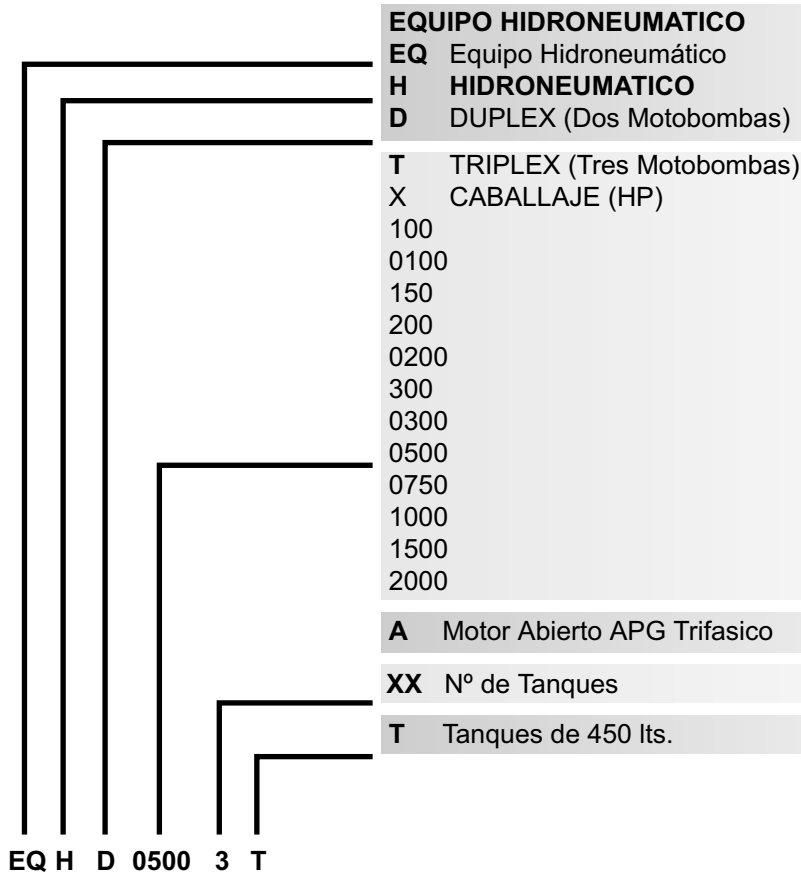 EQUIPO HIDRONEUMATICO
EQ Equipo Hidroneumático
H HIDRONEUMATICO
D DUPLEX (Dos Motobombas)
T TRIPLEX (Tres Motobombas)
X CABALLAJE (HP)
100
0100
150
200
0200
300
0300
0500
0750
1000
1500
2000
A Motor Abierto APG Trifasico
XX Nº de Tanques
T Tanques de 450 lts.
EQ H D 0500 3 T